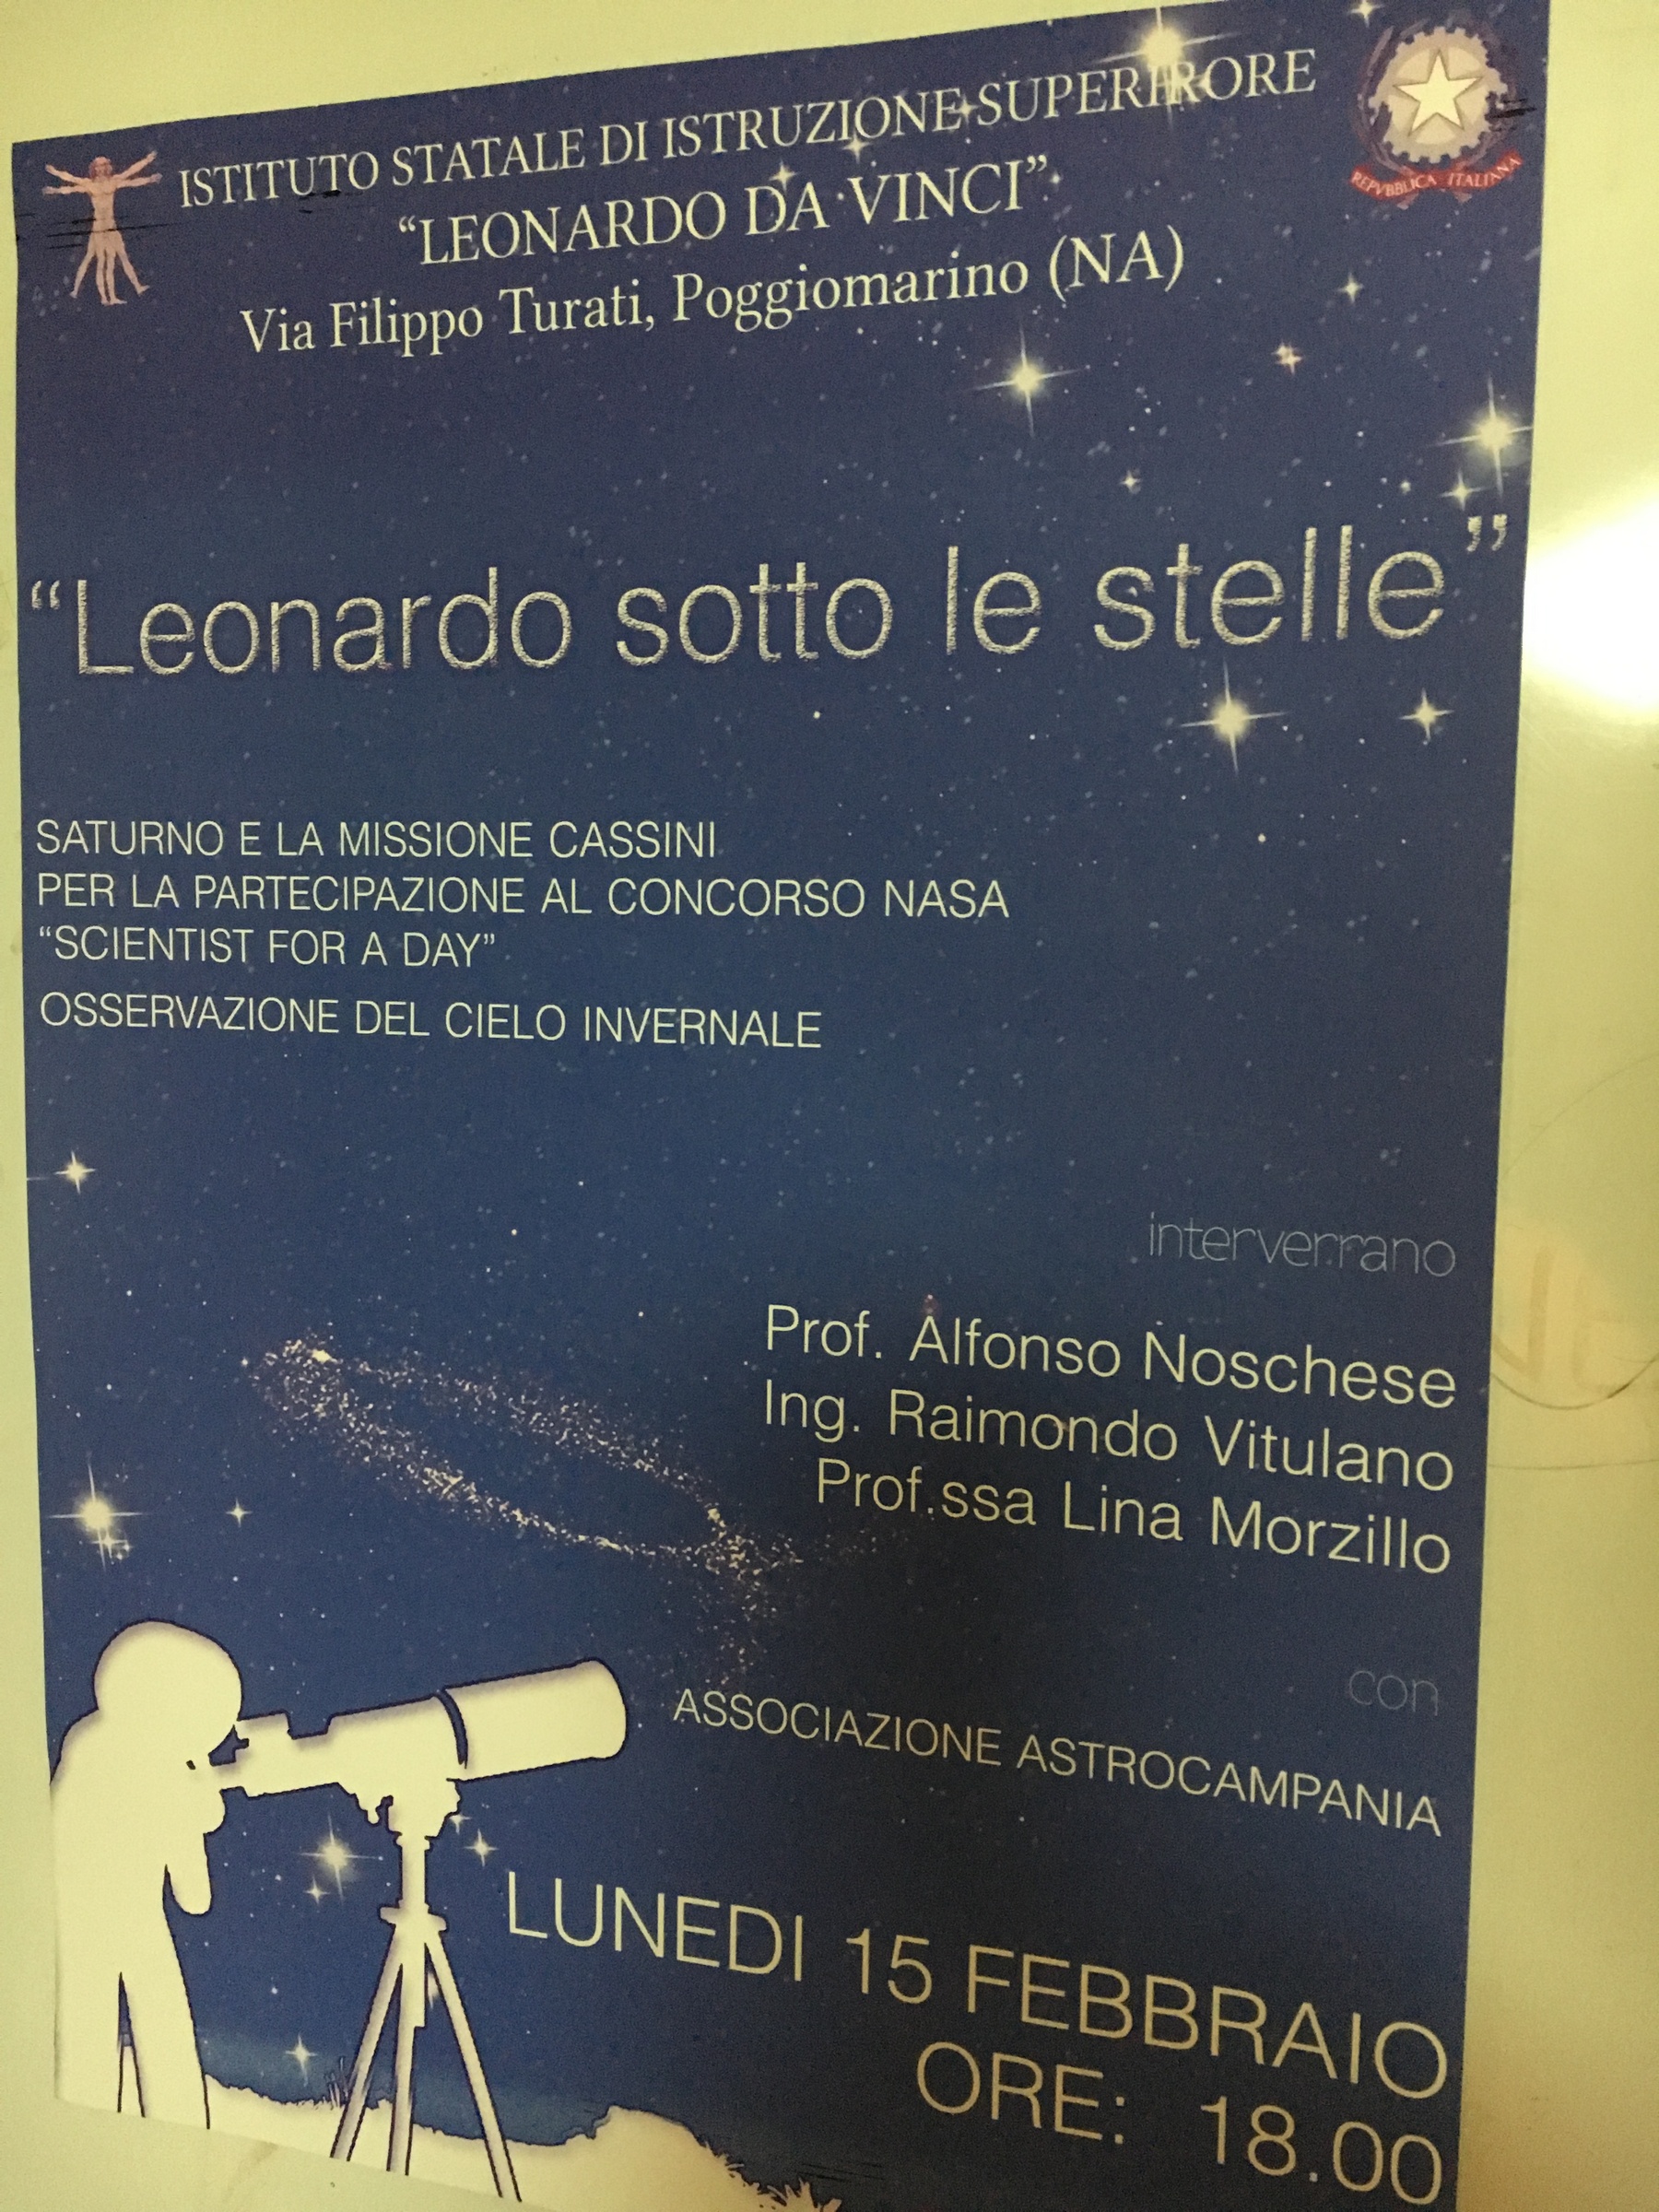 ISTITUTO STATALE DI ISTRUZIONE SUPERIRORE
“LEONARDO DA VINCI”
Via Filippo Turati, Poggiomarino (NA)
REPVBBLICA ITALIANA
“Leonardo sotto le stelle”
SATURNO E LA MISSIONE CASSINI
PER LA PARTECIPAZIONE AL CONCORSO NASA
“SCIENTIST FOR A DAY”
OSSERVAZIONE DEL CIELO INVERNALE
interverrano
Prof. Alfonso Noschese
Ing. Raimondo Vitulano
Prof.ssa Lina Morzillo
con
ASSOCIAZIONE ASTROCAMPANIA
LUNEDI 15 FEBBRAIO
ORE: 18.00